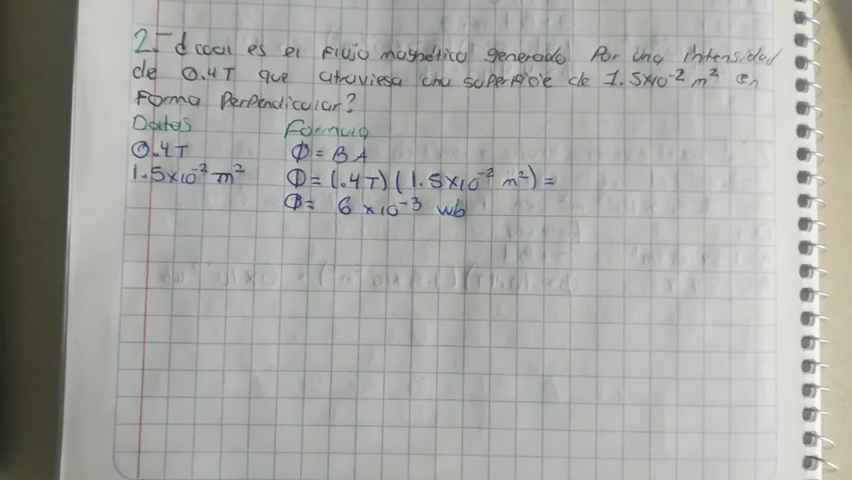 2.- ¿cual es el Flujo magnético generado Por una intensidad
de 0.4T que atraviesa una superficie de 1.5x10⁻² m² en
Forma Perpendicular?
Datos Formula
0.4T Φ = BA
1.5x10⁻² m² Φ = (.4T)(1.5x10⁻² m²) =
Φ= 6x10⁻³ wb